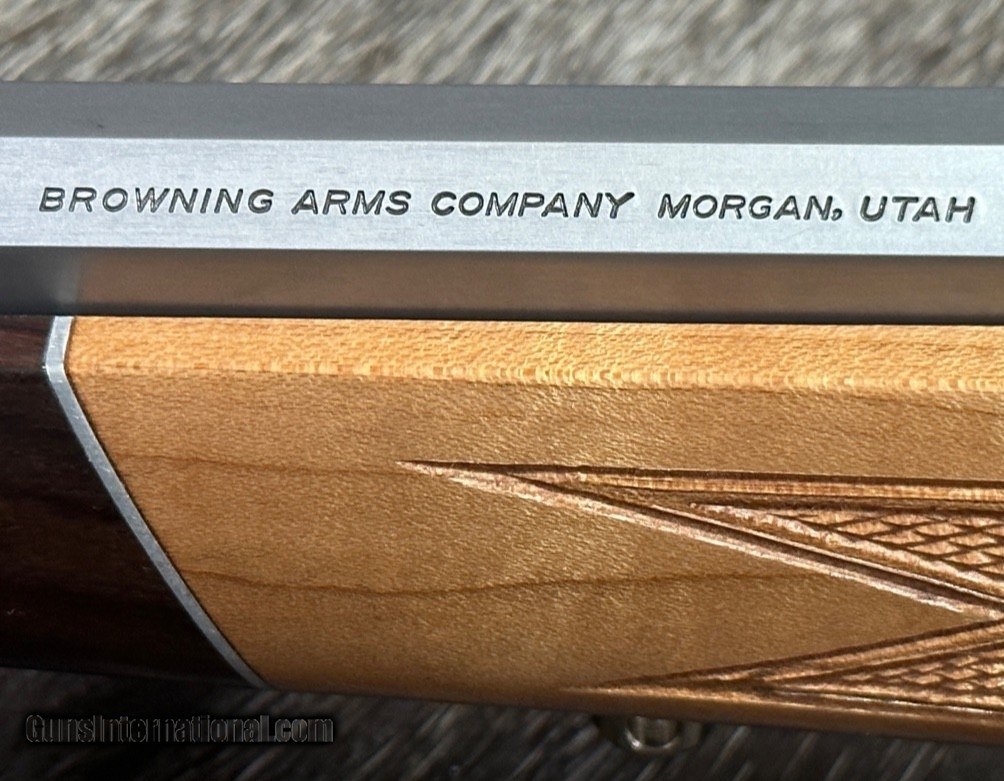 BROWNING ARMS COMPANY MORGAN, UTAH
GunsInternational.com